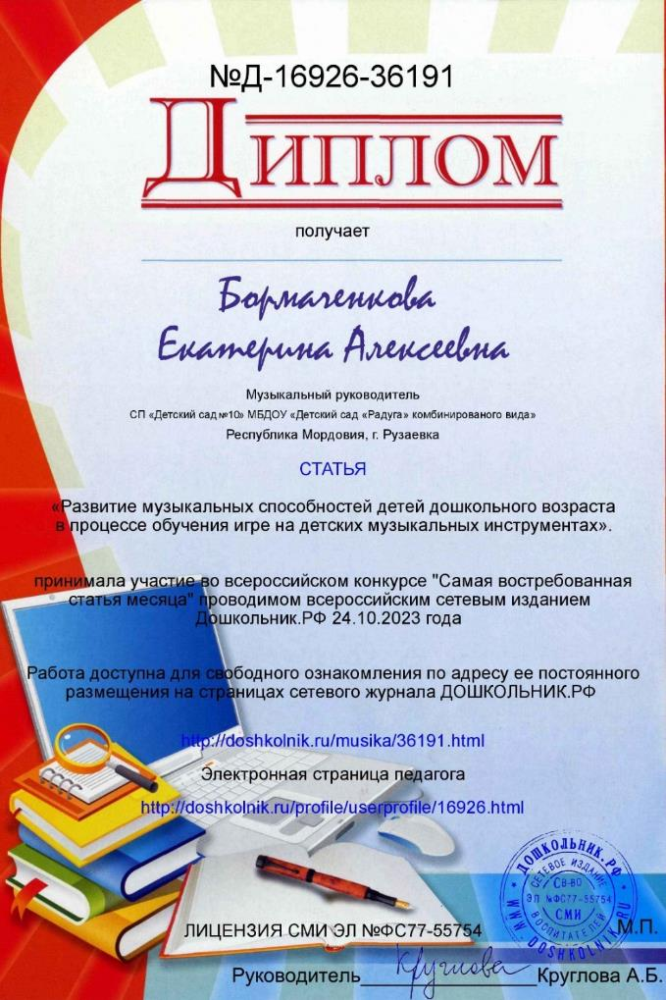 №Д-16926-36191
Диплом
получает
Бормаченкова
Екатерина Алексеевна
Музыкальный руководитель
СП «Детский сад №10» МБДОУ «Детский сад «Радуга» комбинированого вида»
Республика Мордовия, г. Рузаевка
СТАТЬЯ
«Развитие музыкальных способностей детей дошкольного возраста
в процессе обучения игре на детских музыкальных инструментах».
принимала участие во всероссийском конкурсе "Самая востребованная
статья месяца" проводимом всероссийским сетевым изданием
Дошкольник.РФ 24.10.2023 года
Работа доступна для свободного ознакомления по адресу ее постоянного
размещения на страницах сетевого журнала ДОШКОЛЬНИК.РФ
http://doshkolnik.ru/musika/36191.html
Электронная страница педагога
http://doshkolnik.ru/profile/userprofile/16926.html
ДОШКОЛЬНИК.РФ
СЕТЕВОЕ ИЗДАНИЕ
Св-во
ЭЛ №ФС77-55754
СМИ
ВОСПИТАТЕЛЕЙ
WWW.DOSHKOLNIK.RU
ЛИЦЕНЗИЯ СМИ ЭЛ №ФС77-55754
М.П.
Руководитель Круглова Круглова А.Б.